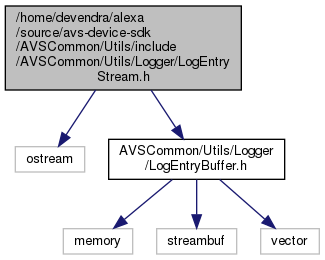 /home/devendra/alexa
/source/avs-device-sdk
/AVSCommon/Utils/include
/AVSCommon/Utils/Logger/LogEntry
Stream.h
ostream
AVSCommon/Utils/Logger
/LogEntryBuffer.h
memory
streambuf
vector